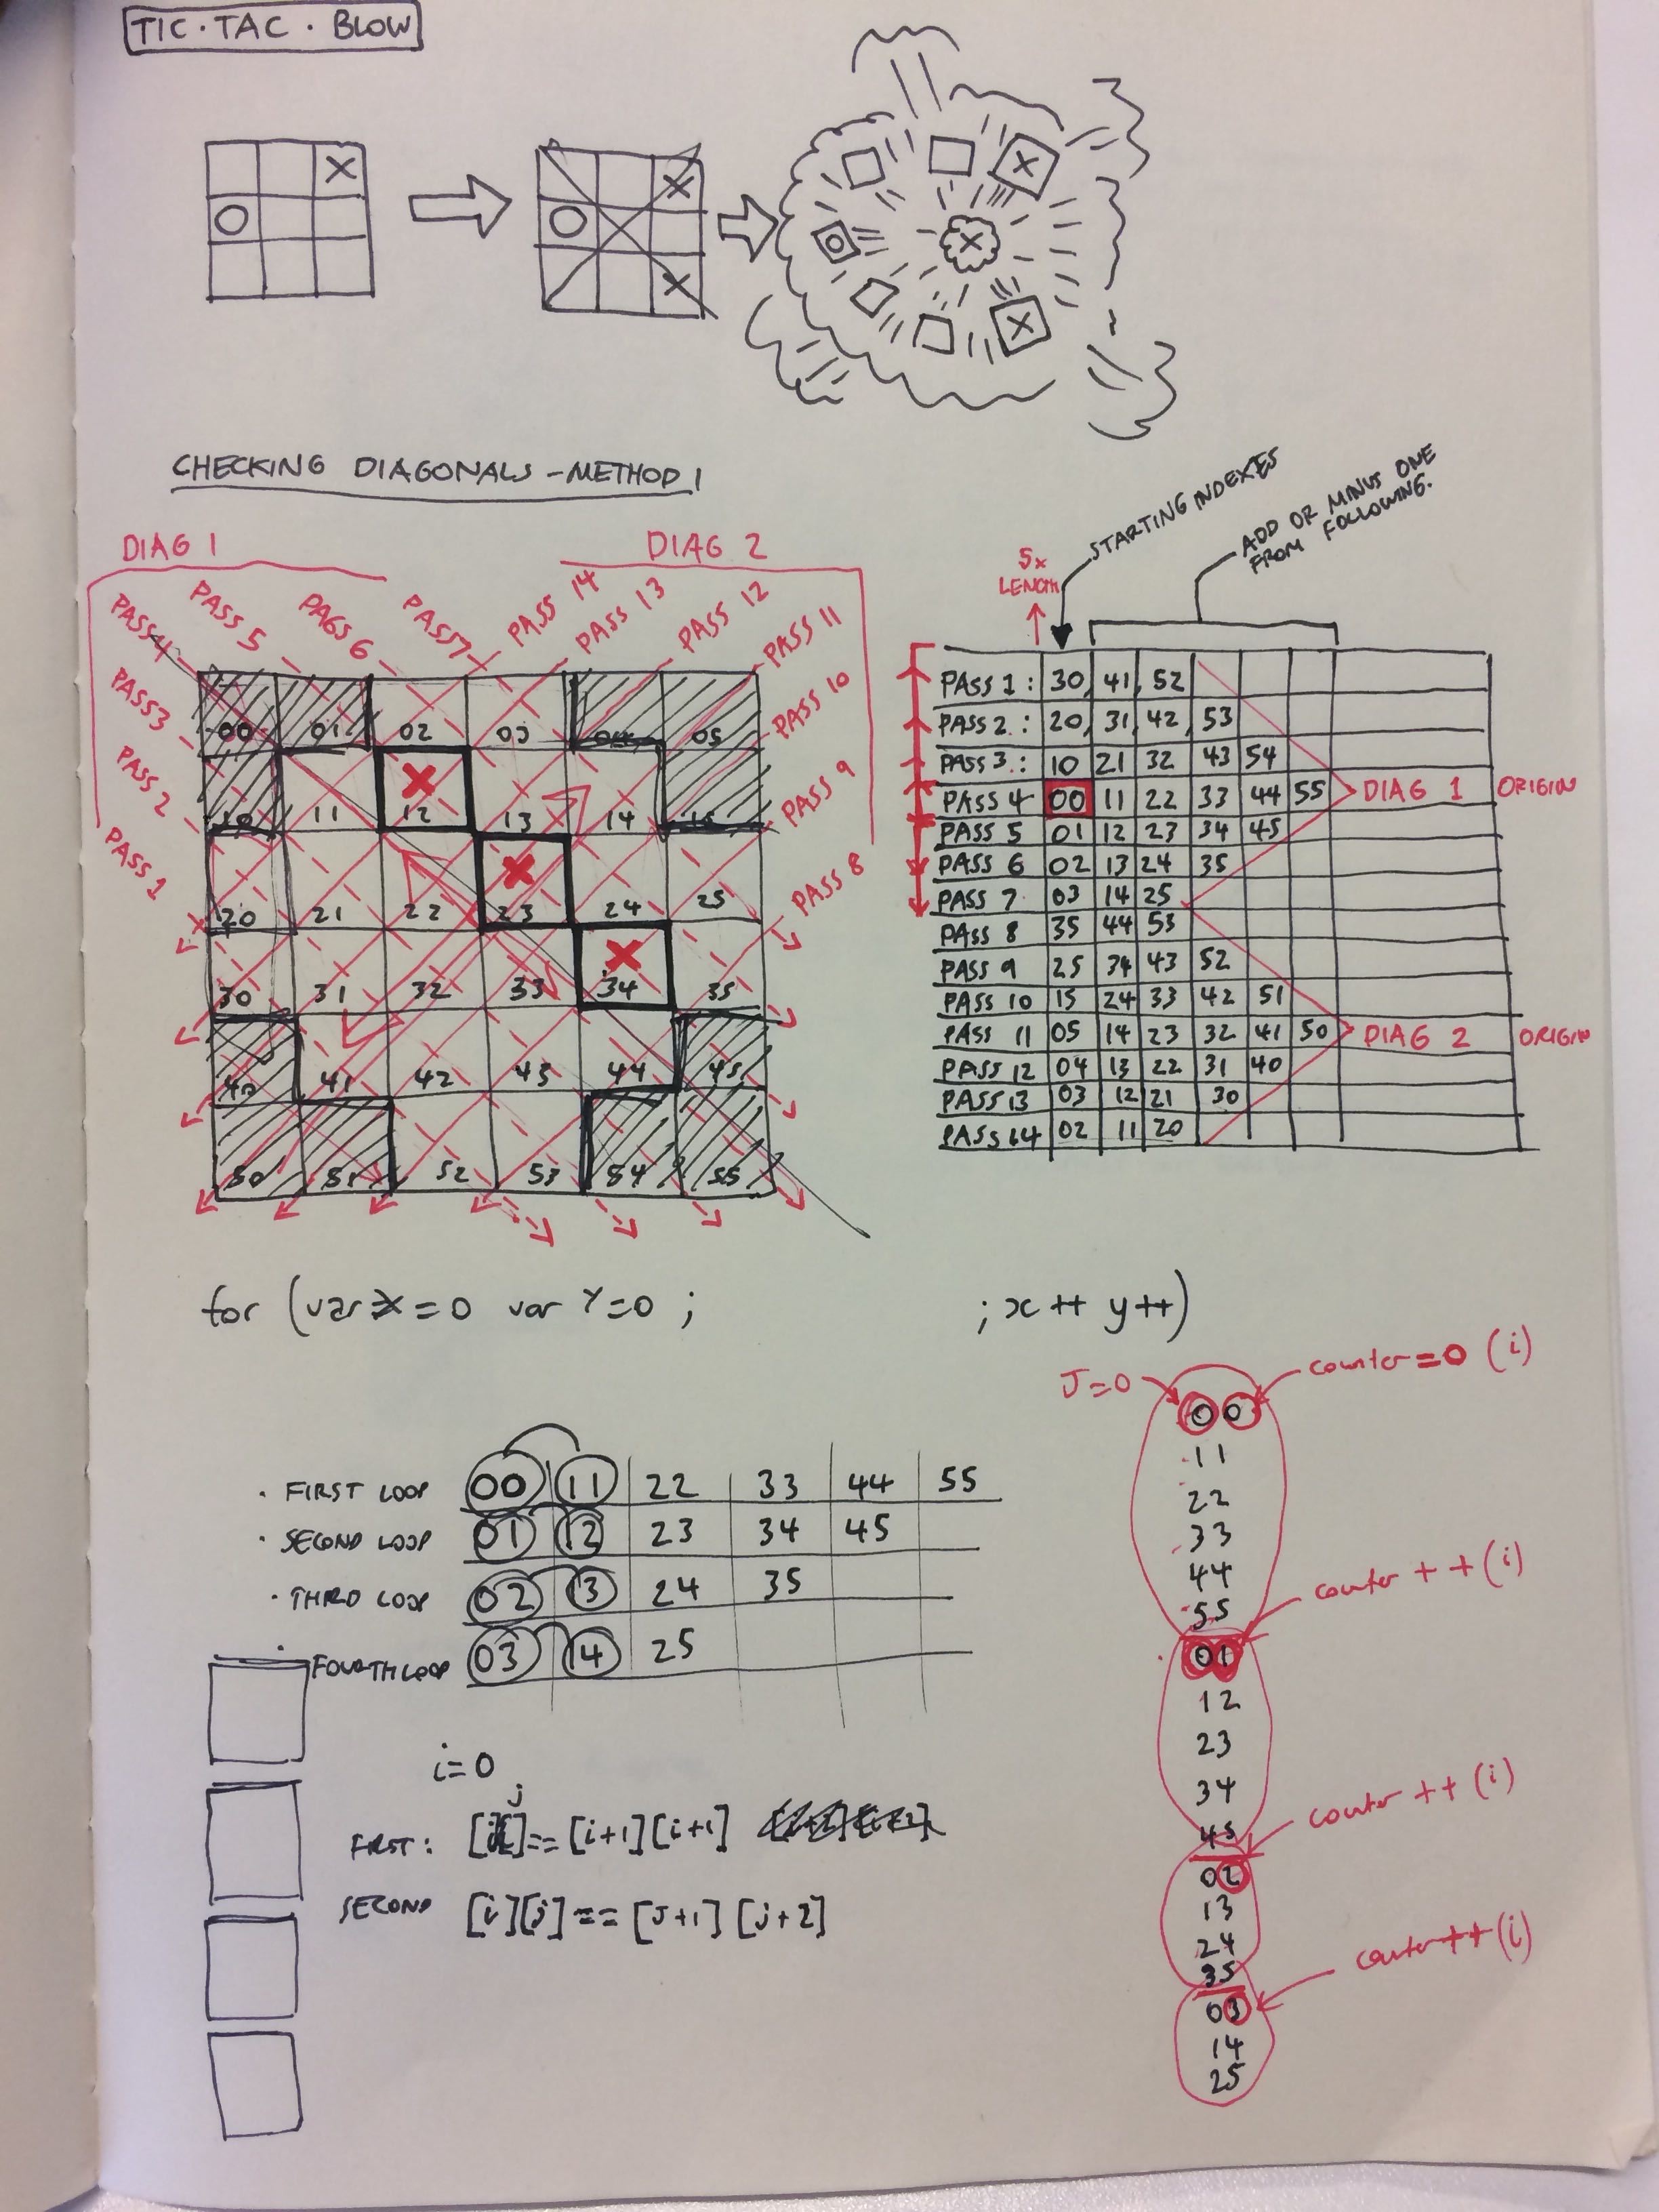 TIC·TAC·BLOW
X
O
X
O
X
X
O
X
X
CHECKING DIAGONALS - METHOD 1
STARTING INDEXES
ADD OR MINUS ONE
FROM FOLLOWING.
5x
LENGTH
DIAG 1
DIAG 2
PASS 4
PASS 5
PASS 6
PASS 7
PASS 14
PASS 13
PASS 12
PASS 11
PASS 3
PASS 10
PASS 2
PASS 9
PASS 1
PASS 8
00 01 02 03 04 05
X
10 11 12 13 14 15
X
20 21 22 23 24 25
X
30 31 32 33 34 35
40 41 42 43 44 45
50 51 52 53 54 55
PASS 1 : 30, 41, 52
PASS 2 : 20, 31, 42, 53
PASS 3 : 10 21 32 43 54
PASS 4 00 11 22 33 44 55 DIAG 1 ORIGIN
PASS 5 01 12 23 34 45
PASS 6 02 13 24 35
PASS 7 03 14 25
PASS 8 35 44 53
PASS 9 25 34 43 52
PASS 10 15 24 33 42 51
PASS 11 05 14 23 32 41 50 DIAG 2 ORIGIN
PASS 12 04 13 22 31 40
PASS 13 03 12 21 30
PASS 14 02 11 20
for (var X=0 var Y=0 ; ; x++ y++)
· FIRST LOOP 00 11 22 33 44 55
· SECOND LOOP 01 12 23 34 45
· THIRD LOOP 02 13 24 35
· FOURTH LOOP 03 14 25
i=0
j
FIRST: == [i+1][i+1]
SECOND [i][j] == [J+1][j+2]
J=0
counter=0 (i)
00
11
22
33
44
55
counter++(i)
01
12
23
34
45
counter++(i)
02
13
24
35
counter++(i)
03
14
25